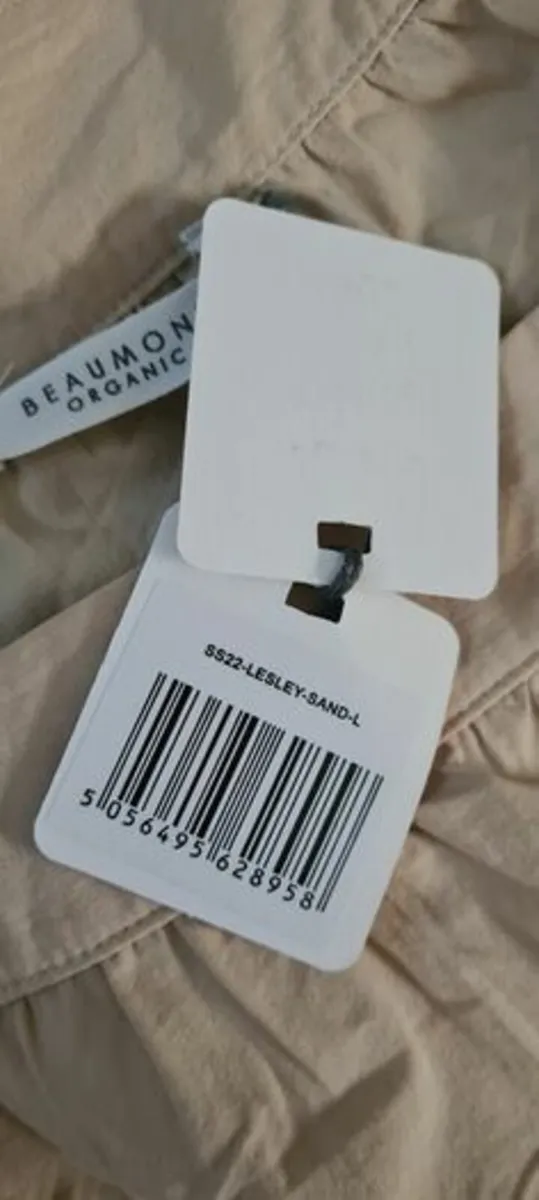 BEAUMON
ORGANIC
SS22-LESLEY-SAND-L
5 056495 628958